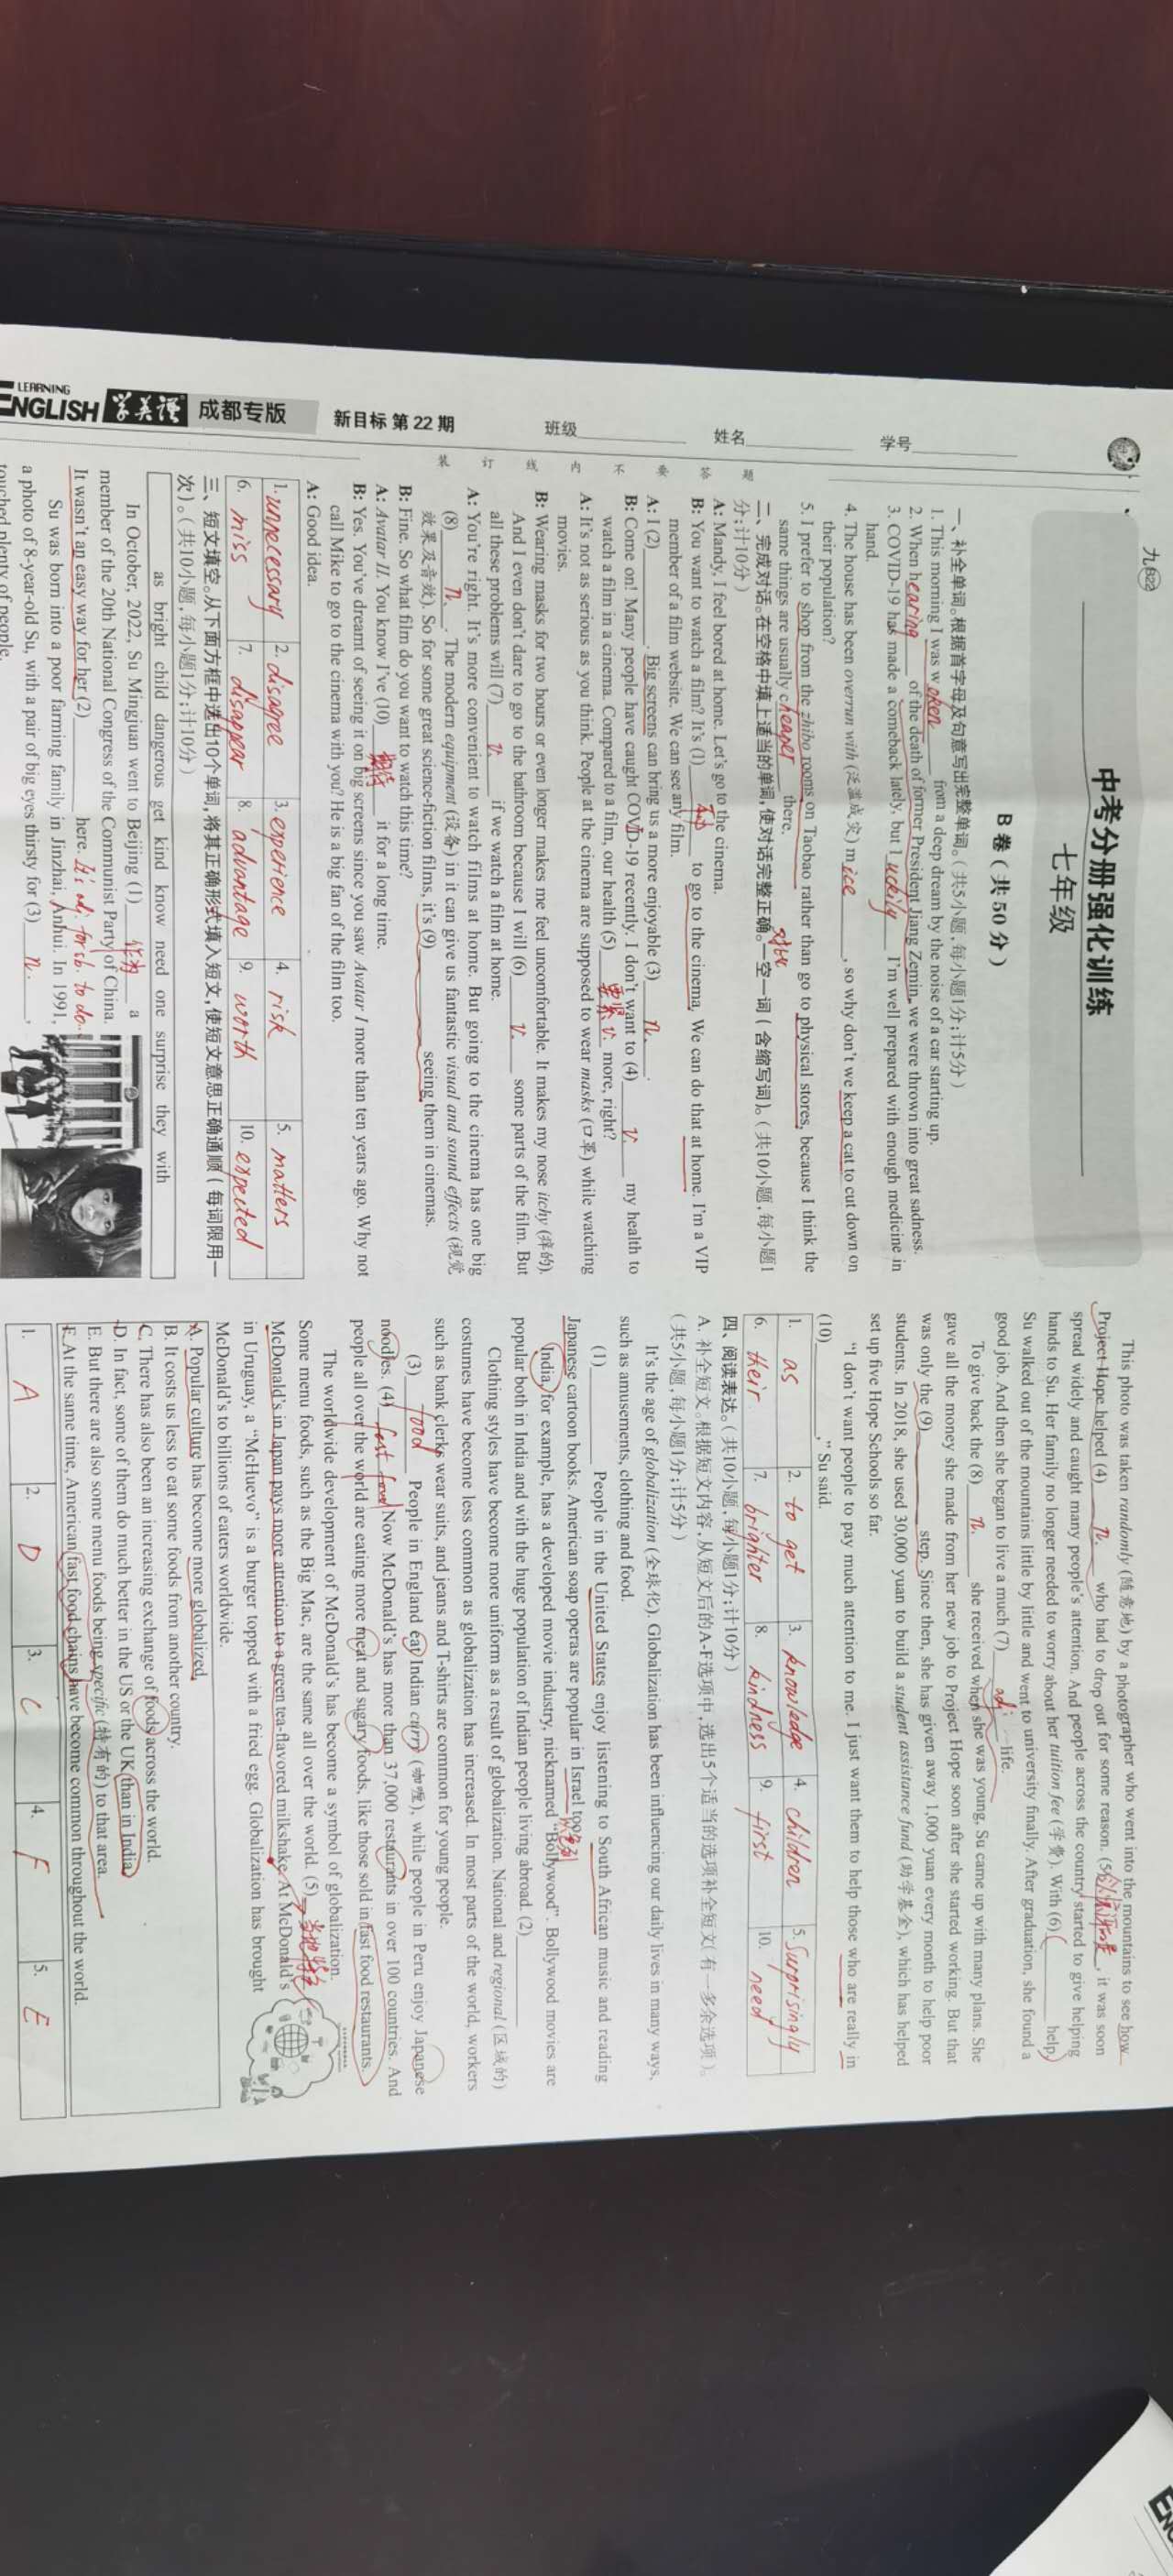 九年级
中考分册强化训练
七年级
B 卷 ( 共 50 分 )
学号
姓名
班级
新目标 第 22 期
成都专版
学英语
LEARNING
ENGLISH
装 订 线 内 不 要 答 题
一、补全单词。根据首字母及句意写出完整单词。( 共5小题, 每小题1分; 计5分 )
1. This morning I was w oken from a deep dream by the noise of a car starting up.
2. When hearing of the death of former President Jiang Zemin, we were thrown into great sadness.
3. COVID-19 has made a comeback lately, but luckily I'm well prepared with enough medicine in
hand.
4. The house has been overrun with (泛滥成灾) m ice , so why don't we keep a cat to cut down on
their population?
5. I prefer to shop from the zhibo rooms on Taobao rather than go to physical stores, because I think the
same things are usually cheaper there.
二、完成对话。在空格中填上适当的单词, 使对话完整正确。一空一词 ( 含缩写词)。( 共10小题, 每小题1
分; 计10分 )
A: Mandy, I feel bored at home. Let's go to the cinema.
B: You want to watch a film? It's (1) to go to the cinema. We can do that at home. I'm a VIP
member of a film website. We can see any film.
A: I (2) . Big screens can bring us a more enjoyable (3) n. .
B: Come on! Many people have caught COVID-19 recently. I don't want to (4) v. my health to
watch a film in a cinema. Compared to a film, our health (5) v. more, right?
A: It's not as serious as you think. People at the cinema are supposed to wear masks (口罩) while watching
movies.
B: Wearing masks for two hours or even longer makes me feel uncomfortable. It makes my nose itchy (痒的).
And I even don't dare to go to the bathroom because I will (6) v. some parts of the film. But
all these problems will (7) v. if we watch a film at home.
A: You're right. It's more convenient to watch films at home. But going to the cinema has one big
(8) n. . The modern equipment (设备) in it can give us fantastic visual and sound effects (视觉
效果及音效). So for some great science-fiction films, it's (9) seeing them in cinemas.
B: Fine. So what film do you want to watch this time?
A: Avatar II. You know I've (10) it for a long time.
B: Yes. You've dreamt of seeing it on big screens since you saw Avatar I more than ten years ago. Why not
call Mike to go to the cinema with you? He is a big fan of the film too.
A: Good idea.
1. unnecessary 2. disagree 3. experience 4. risk 5. matters
6. miss 7. disappear 8. advantage 9. worth 10. expected
三、短文填空。从下面方框中选出10个单词, 将其正确形式填入短文, 使短文意思正确通顺 ( 每词限用一
次)。( 共10小题, 每小题1分; 计10分 )
as bright child dangerous get kind know need one surprise they with
In October, 2022, Su Mingjuan went to Beijing (1) 作为 a
member of the 20th National Congress of the Communist Party of China.
It wasn't an easy way for her (2) here. It's adj. for sb. to do.
Su was born into a poor farming family in Jinzhai, Anhui. In 1991,
a photo of 8-year-old Su, with a pair of big eyes thirsty for (3) n. ,
touched plenty of people.
This photo was taken randomly (随意地) by a photographer who went into the mountains to see how
Project Hope helped (4) n. who had to drop out for some reason. (5) , it was soon
spread widely and caught many people's attention. And people across the country started to give helping
hands to Su. Her family no longer needed to worry about her tuition fee (学费). With (6) help,
Su walked out of the mountains little by little and went to university finally. After graduation, she found a
good job. And then she began to live a much (7) adj. life.
To give back the (8) n. she received when she was young, Su came up with many plans. She
gave all the money she made from her new job to Project Hope soon after she started working. But that
was only the (9) step. Since then, she has given away 1,000 yuan every month to help poor
students. In 2018, she used 30,000 yuan to build a student assistance fund (助学基金), which has helped
set up five Hope Schools so far.
"I don't want people to pay much attention to me. I just want them to help those who are really in
(10) ," Su said.
1. as 2. to get 3. knowledge 4. children 5. Surprisingly
6. their 7. brighter 8. kindness 9. first 10. need
四、阅读表达。( 共10小题, 每小题1分; 计10分 )
A. 补全短文。根据短文内容, 从短文后的A-F选项中, 选出5个适当的选项补全短文( 有一多余选项 )。
( 共5小题, 每小题1分; 计5分 )
It's the age of globalization (全球化). Globalization has been influencing our daily lives in many ways,
such as amusements, clothing and food.
(1) People in the United States enjoy listening to South African music and reading
Japanese cartoon books. American soap operas are popular in Israel too.
India, for example, has a developed movie industry, nicknamed "Bollywood". Bollywood movies are
popular both in India and with the huge population of Indian people living abroad. (2)
Clothing styles have become more uniform as a result of globalization. National and regional (区域的)
costumes have become less common as globalization has increased. In most parts of the world, workers
such as bank clerks wear suits, and jeans and T-shirts are common for young people.
(3) food People in England eat Indian curry (咖喱), while people in Peru enjoy Japanese
noodles. (4) fast food Now McDonald's has more than 37,000 restaurants in over 100 countries. And
people all over the world are eating more meat and sugary foods, like those sold in fast food restaurants.
The worldwide development of McDonald's has become a symbol of globalization.
Some menu foods, such as the Big Mac, are the same all over the world. (5)
McDonald's in Japan pays more attention to a green tea-flavored milkshake. At McDonald's
in Uruguay, a "McHuevo" is a burger topped with a fried egg. Globalization has brought
McDonald's to billions of eaters worldwide.
A. Popular culture has become more globalized.
B. It costs us less to eat some foods from another country.
C. There has also been an increasing exchange of foods across the world.
D. In fact, some of them do much better in the US or the UK than in India.
E. But there are also some menu foods being specific (特有的) to that area.
F. At the same time, American fast food chains have become common throughout the world.
1. A 2. D 3. C 4. F 5. E